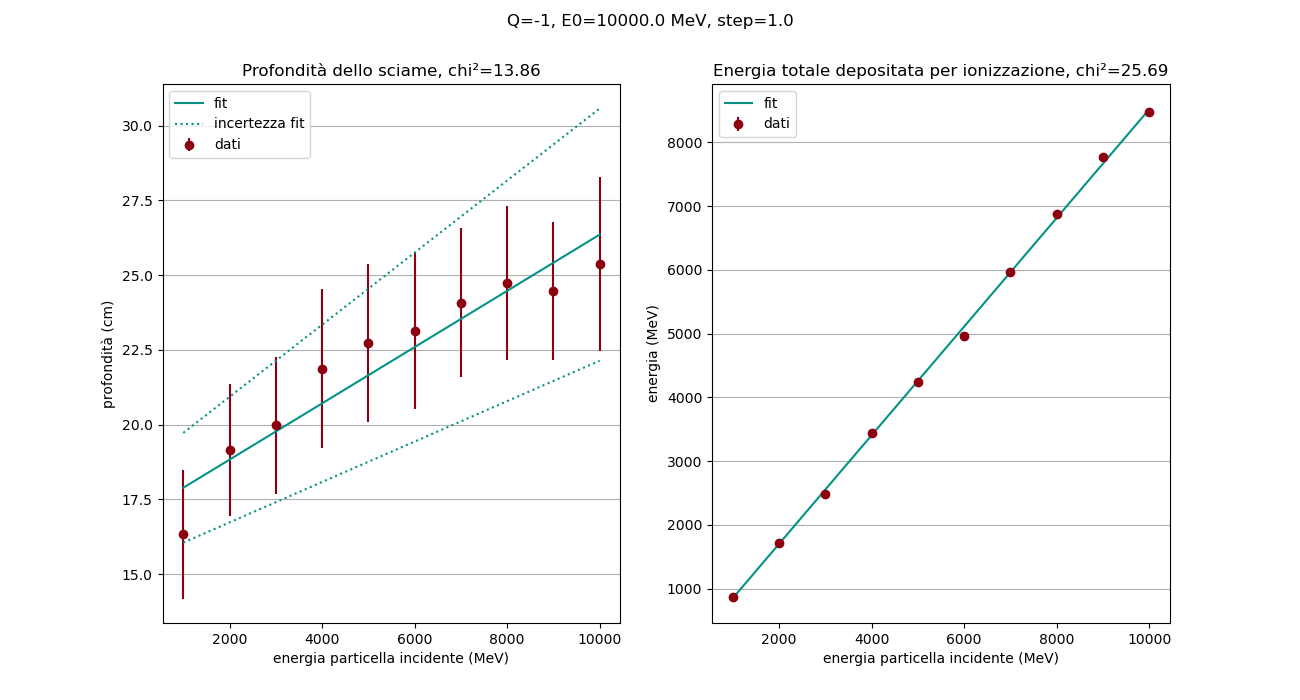 Q=-1, E0=10000.0 MeV, step=1.0
Profondità dello sciame, chi²=13.86
fit
incertezza fit
dati
30.0
27.5
25.0
22.5
20.0
17.5
15.0
profondità (cm)
2000
4000
6000
8000
10000
energia particella incidente (MeV)
Energia totale depositata per ionizzazione, chi²=25.69
fit
dati
8000
7000
6000
5000
4000
3000
2000
1000
energia (MeV)
2000
4000
6000
8000
10000
energia particella incidente (MeV)